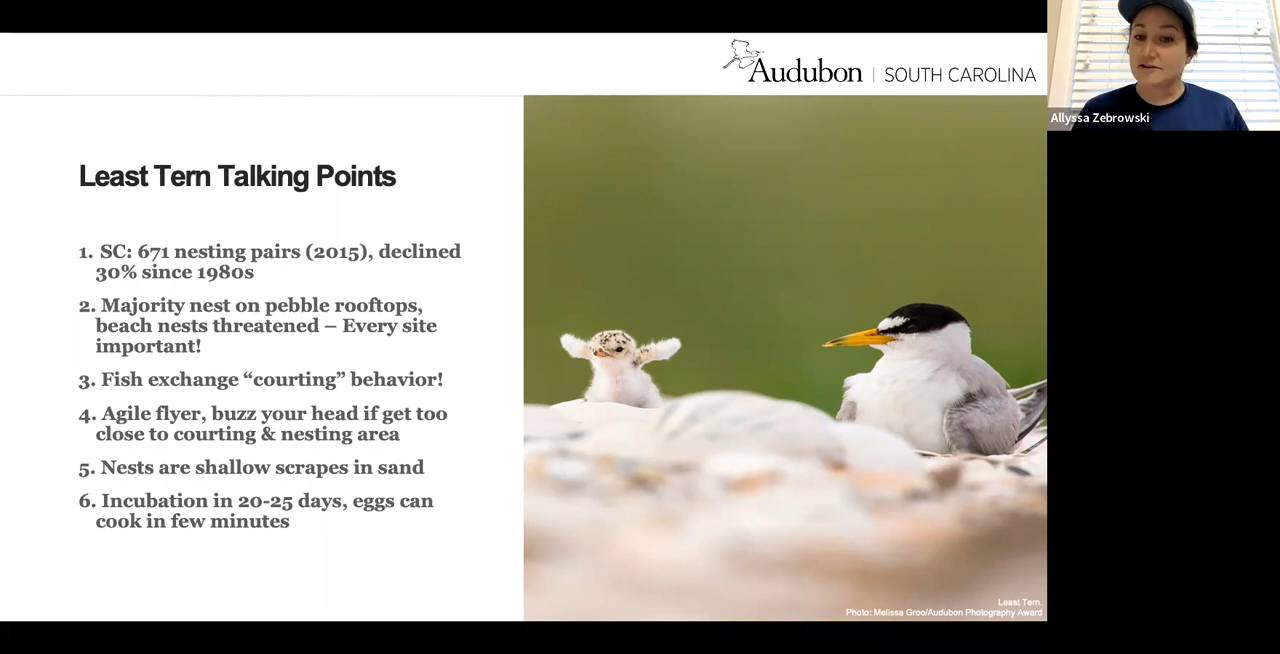 Audubon | SOUTH CAROLINA
Allyssa Zebrowski
Least Tern Talking Points
1. SC: 671 nesting pairs (2015), declined
30% since 1980s
2. Majority nest on pebble rooftops,
beach nests threatened – Every site
important!
3. Fish exchange “courting” behavior!
4. Agile flyer, buzz your head if get too
close to courting & nesting area
5. Nests are shallow scrapes in sand
6. Incubation in 20-25 days, eggs can
cook in few minutes
Least Tern.
Photo: Melissa Groo/Audubon Photography Award